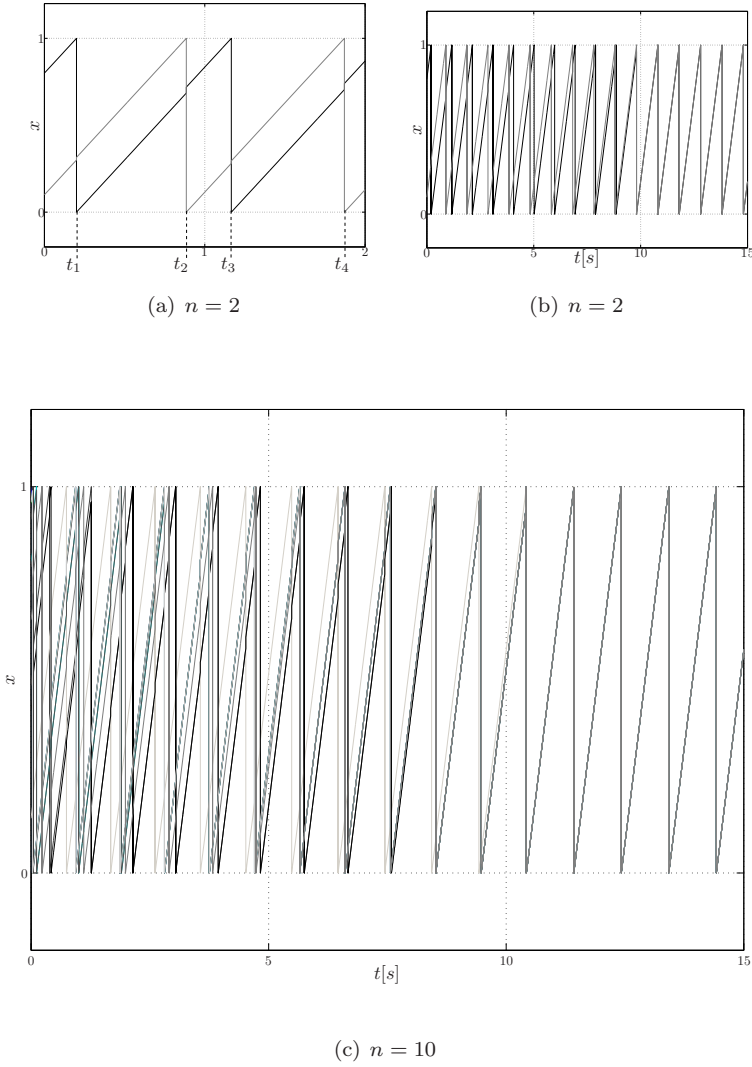 1
x
0
0 1 2
t1 t2 t3 t4
(a) n = 2
1
x
0
0 5 10 15
t[s]
(b) n = 2
1
x
0
0 5 10 15
t[s]
(c) n = 10